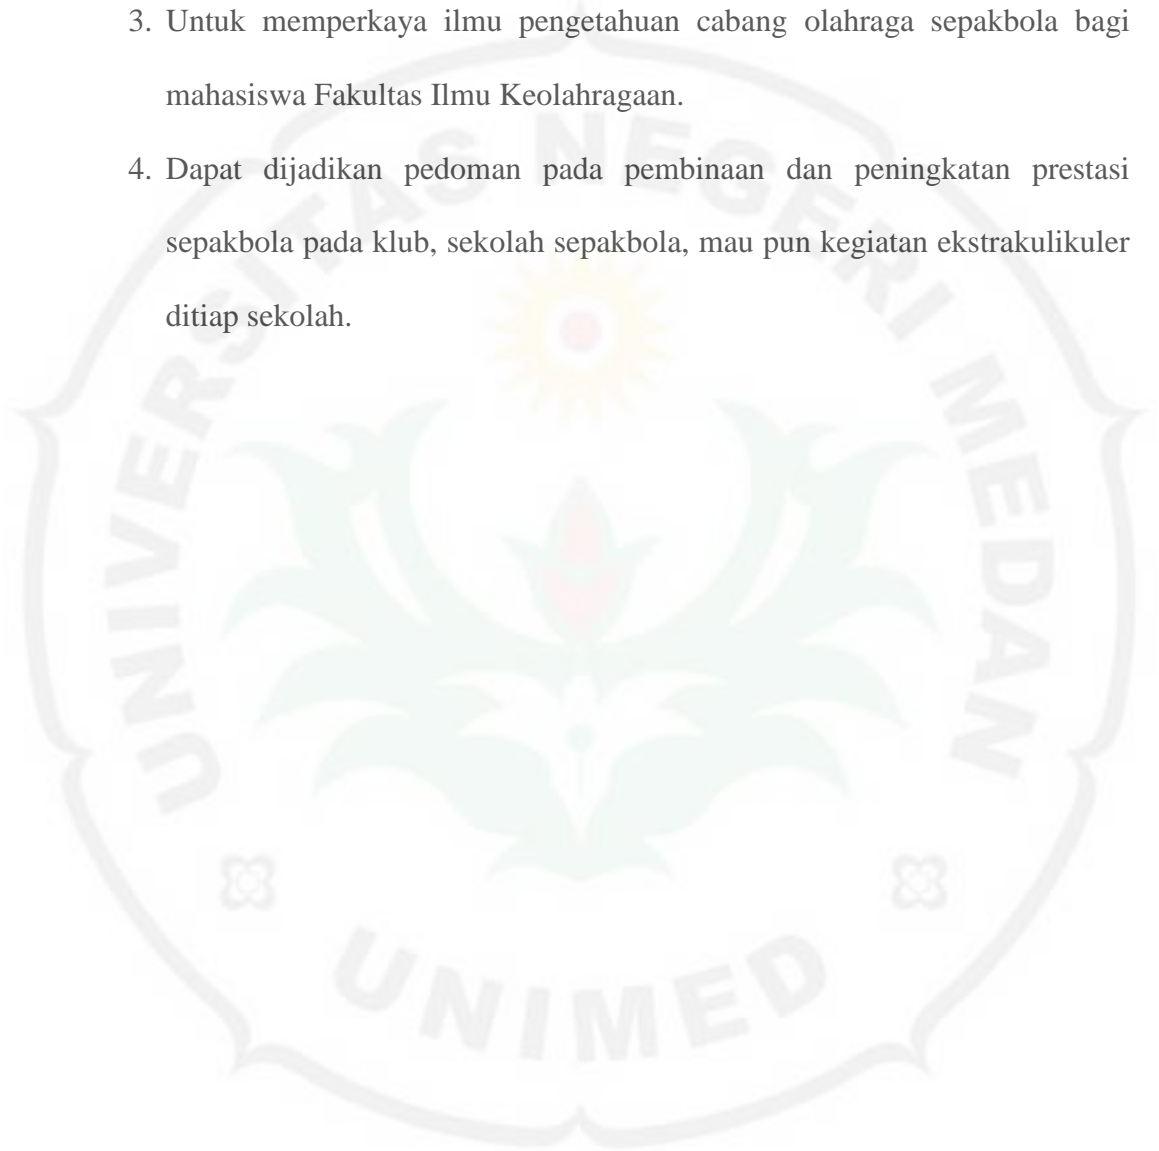 3. Untuk memperkaya ilmu pengetahuan cabang olahraga sepakbola bagi
mahasiswa Fakultas Ilmu Keolahragaan.
4. Dapat dijadikan pedoman pada pembinaan dan peningkatan prestasi
sepakbola pada klub, sekolah sepakbola, mau pun kegiatan ekstrakulikuler
ditiap sekolah.
UNIVERSITAS NEGERI MEDAN
UNIMED